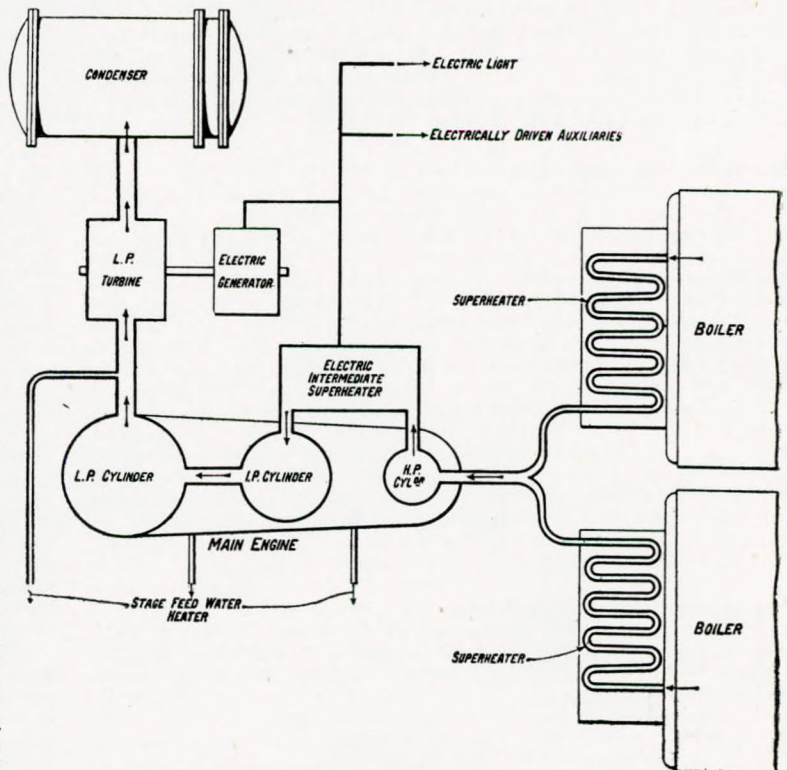 CONDENSER
ELECTRIC LIGHT
ELECTRICALLY DRIVEN AUXILIARIES
L.P.
TURBINE
ELECTRIC
GENERATOR
SUPERHEATER
BOILER
ELECTRIC
INTERMEDIATE
SUPERHEATER
L.P. CYLINDER
I.P. CYLINDER
H.P.
CYLDR
MAIN ENGINE
STAGE FEED WATER
HEATER
SUPERHEATER
BOILER